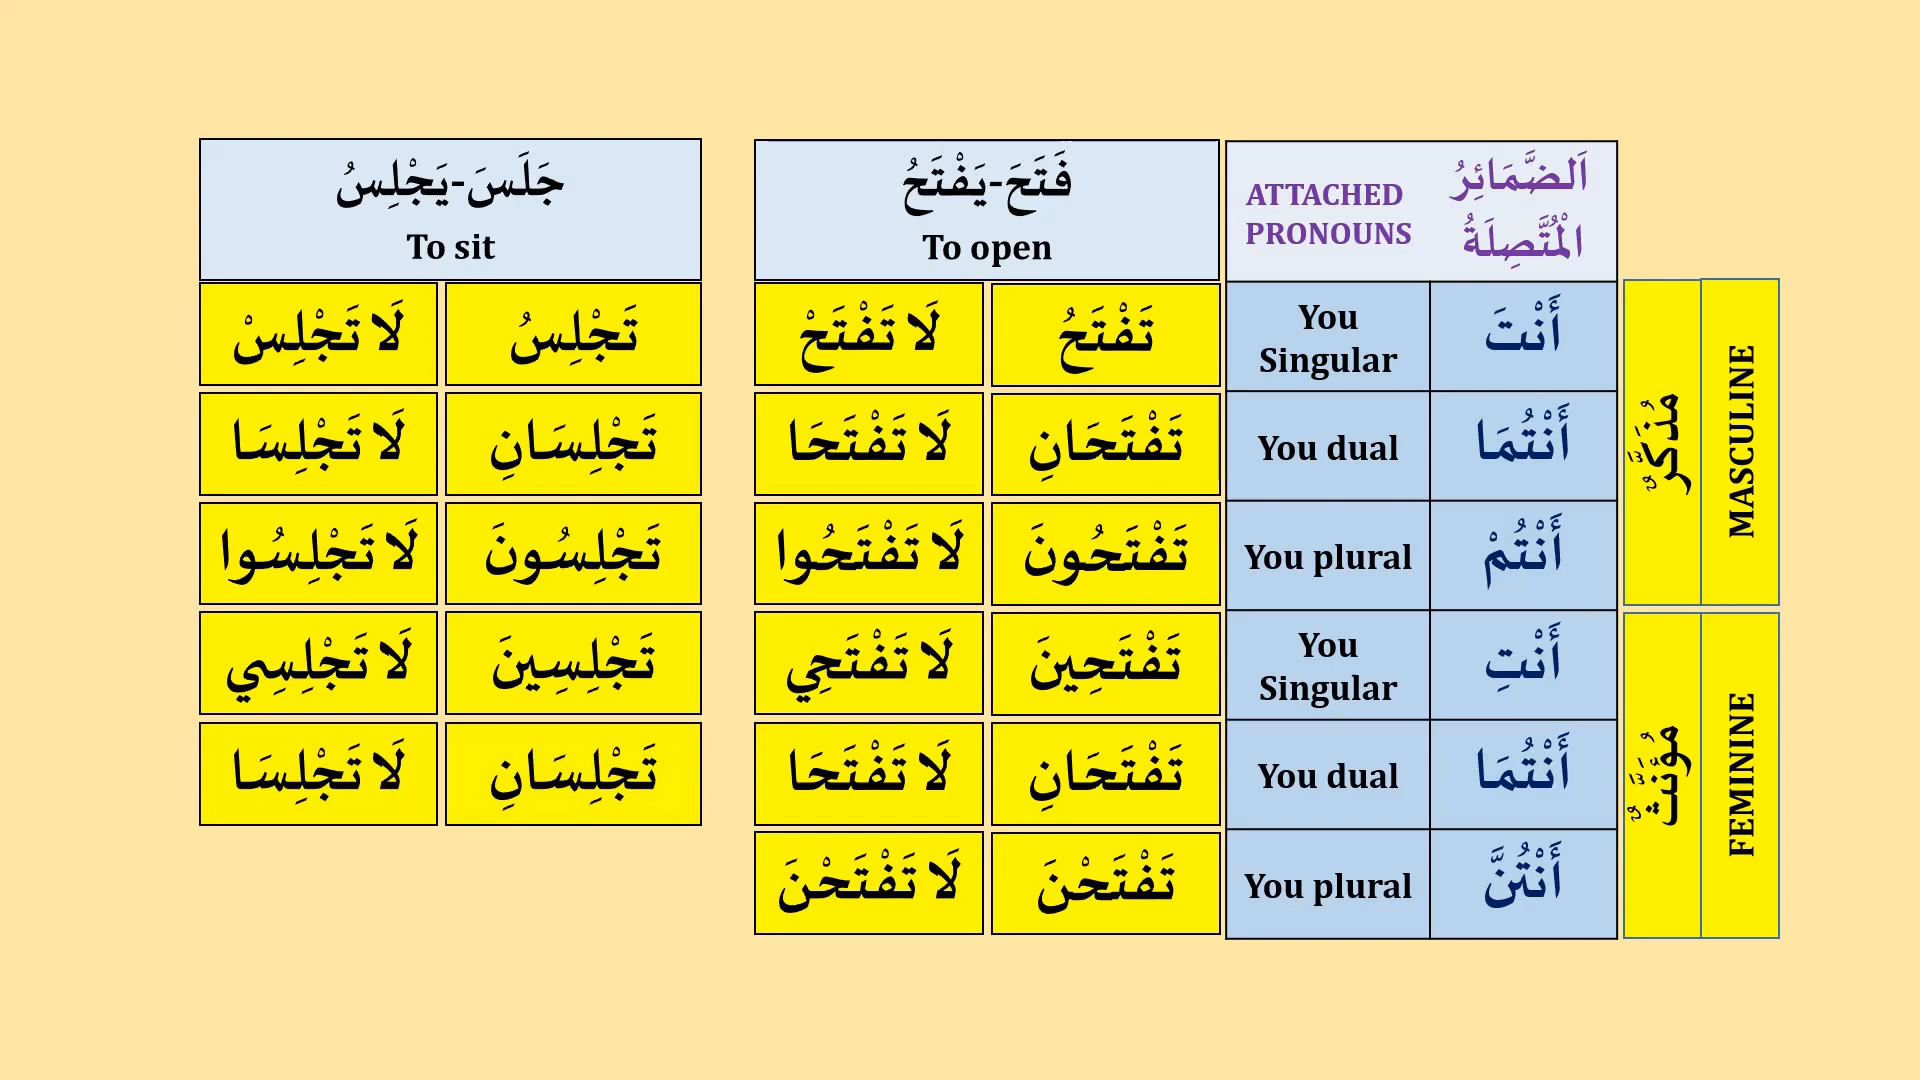 جَلَسَ-يَجْلِسُ
To sit
فَتَحَ-يَفْتَحُ
To open
ATTACHED
PRONOUNS
اَلضَّمَائِرُ
الْمُتَّصِلَةُ
لَا تَجْلِسْ
تَجْلِسُ
لَا تَفْتَحْ
تَفْتَحُ
You
Singular
أَنْتَ
لَا تَجْلِسَا
تَجْلِسَانِ
لَا تَفْتَحَا
تَفْتَحَانِ
You dual
أَنْتُمَا
لَا تَجْلِسُوا
تَجْلِسُونَ
لَا تَفْتَحُوا
تَفْتَحُونَ
You plural
أَنْتُمْ
مُذَكَّرٌ
MASCULINE
لَا تَجْلِسِي
تَجْلِسِينَ
لَا تَفْتَحِي
تَفْتَحِينَ
You
Singular
أَنْتِ
لَا تَجْلِسَا
تَجْلِسَانِ
لَا تَفْتَحَا
تَفْتَحَانِ
You dual
أَنْتُمَا
لَا تَفْتَحْنَ
تَفْتَحْنَ
You plural
أَنْتُنَّ
مُؤَنَّثٌ
FEMININE